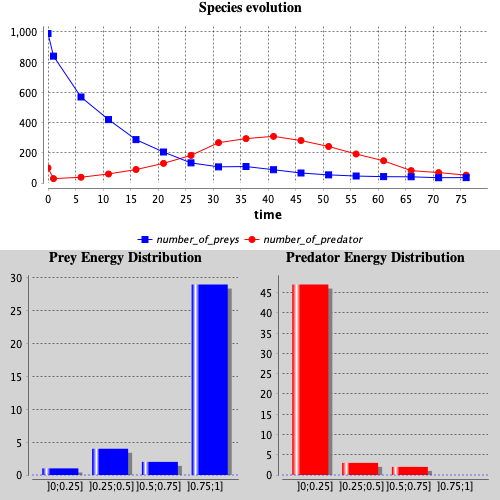 Species evolution
1,000
800
600
400
200
0
0 5 10 15 20 25 30 35 40 45 50 55 60 65 70 75
time
number_of_preys number_of_predator
Prey Energy Distribution
30
25
20
15
10
5
0
]0;0.25] ]0.25;0.5] ]0.5;0.75] ]0.75;1]
Predator Energy Distribution
45
40
35
30
25
20
15
10
5
0
]0;0.25] ]0.25;0.5] ]0.5;0.75] ]0.75;1]